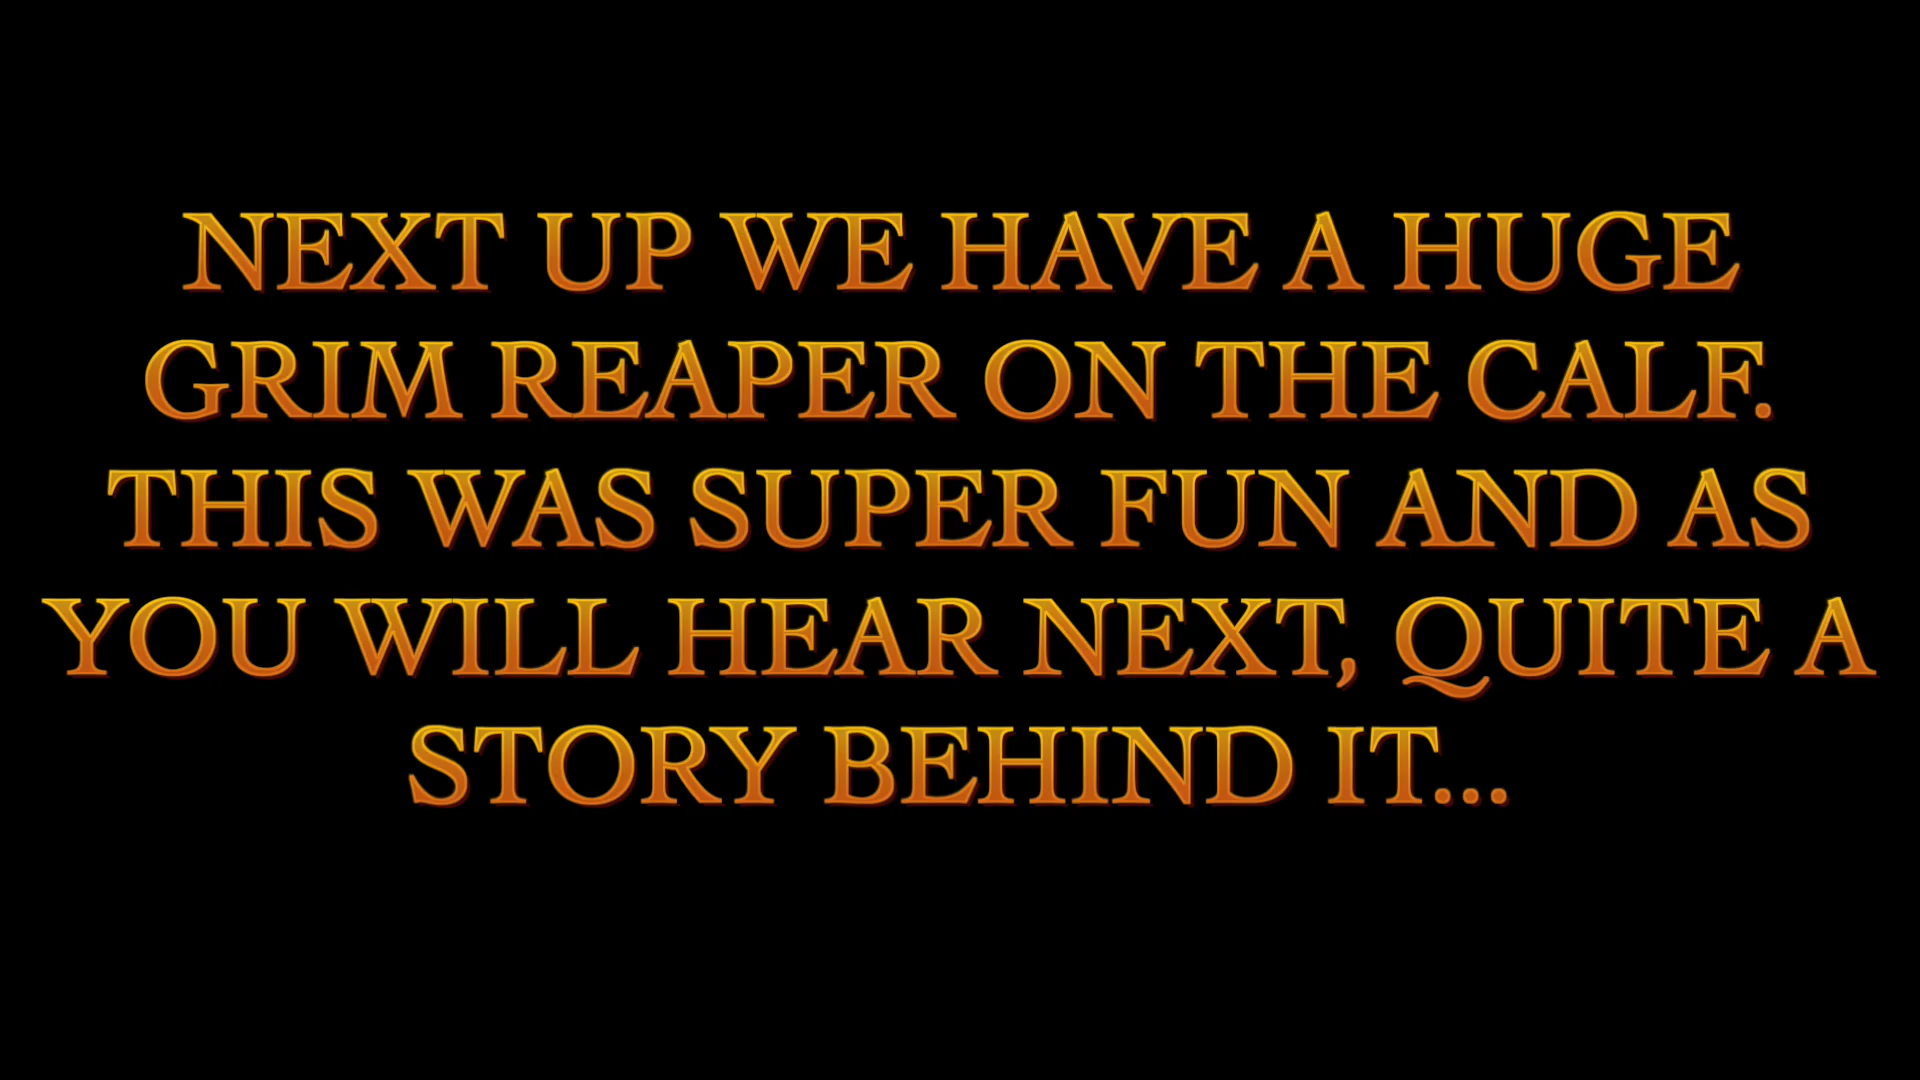 NEXT UP WE HAVE A HUGE
GRIM REAPER ON THE CALF.
THIS WAS SUPER FUN AND AS
YOU WILL HEAR NEXT, QUITE A
STORY BEHIND IT...